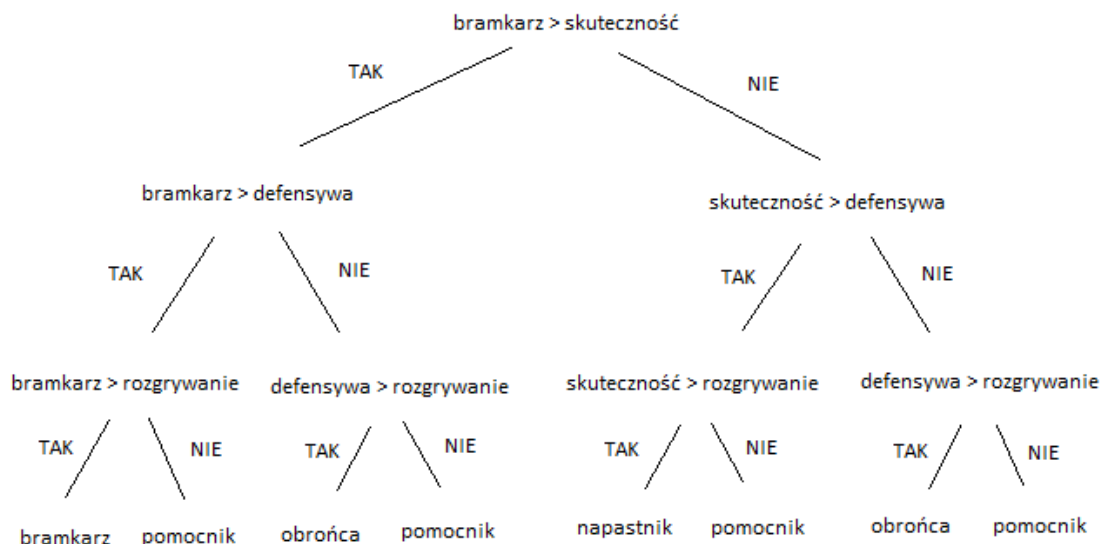 bramkarz > skuteczność
TAK
NIE
bramkarz > defensywa
skuteczność > defensywa
TAK
NIE
TAK
NIE
bramkarz > rozgrywanie
defensywa > rozgrywanie
skuteczność > rozgrywanie
defensywa > rozgrywanie
TAK
NIE
TAK
NIE
TAK
NIE
TAK
NIE
bramkarz
pomocnik
obrońca
pomocnik
napastnik
pomocnik
obrońca
pomocnik